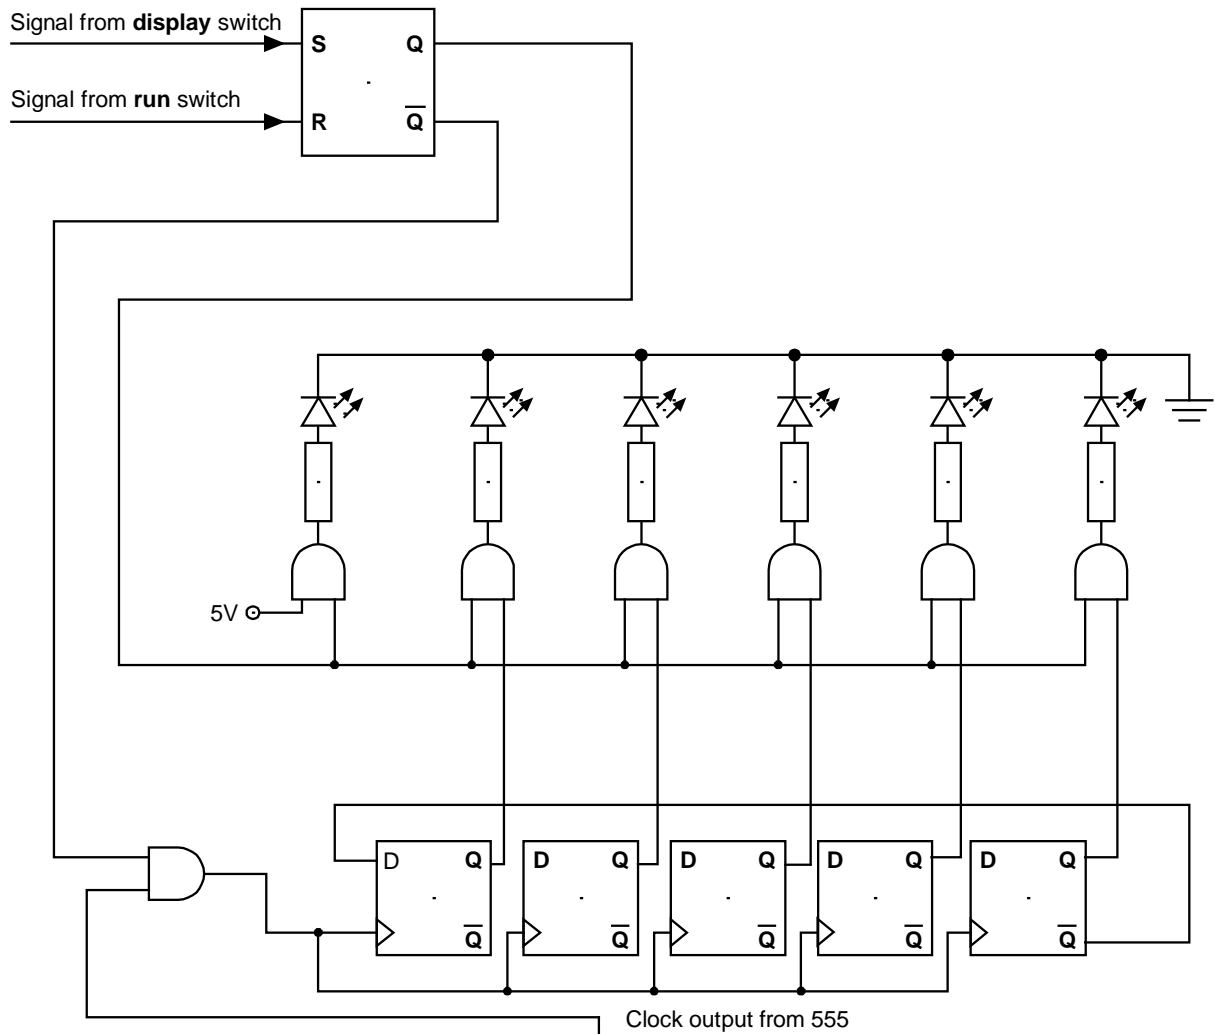 Signal from display switch
S Q
Signal from run switch
R Q
5V
D Q D Q D Q D Q D Q
Q Q Q Q Q
Clock output from 555